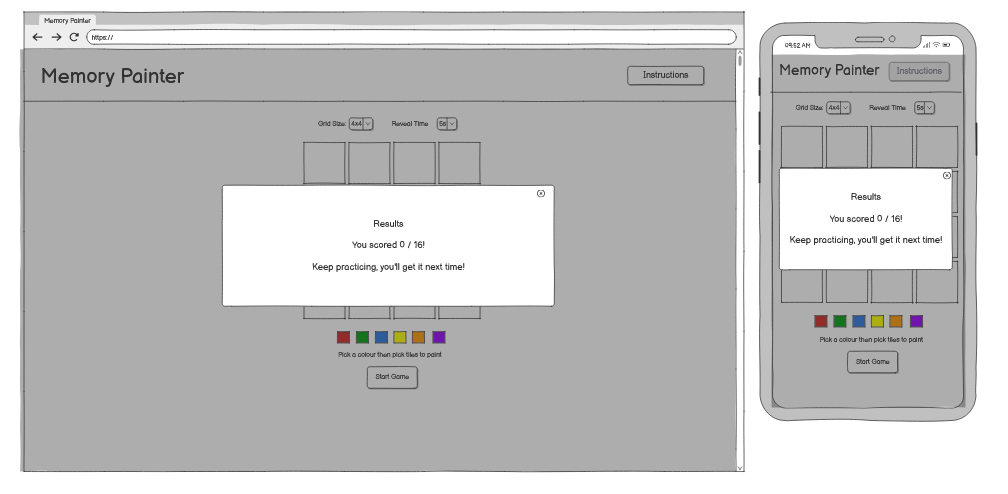 Memory Painter
https://
Memory Painter
Instructions
Grid Size: 4x4 Reveal Time 5s
Results
You scored 0 / 16!
Keep practicing, you'll get it next time!
Pick a colour then pick tiles to paint
Start Game
09:52 AM
Memory Painter
Instructions
Grid Size: 4x4 Reveal Time 5s
Results
You scored 0 / 16!
Keep practicing, you'll get it next time!
Pick a colour then pick tiles to paint
Start Game